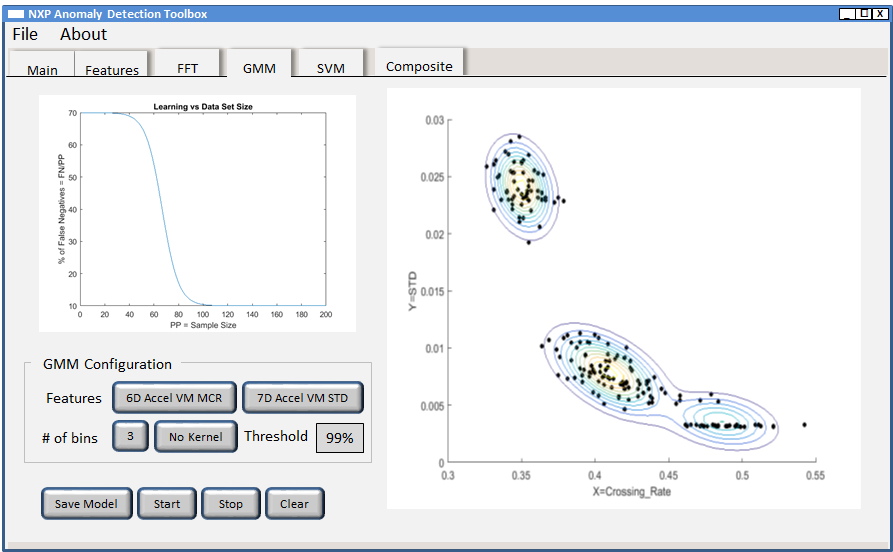 NXP Anomaly Detection Toolbox
File About
Main Features FFT GMM SVM Composite
Learning vs Data Set Size
70
60
50
40
30
20
10
0 20 40 60 80 100 120 140 160 180 200
% of False Negatives = FN/PP
PP = Sample Size
0.03
0.025
0.02
0.015
0.01
0.005
0
0.3 0.35 0.4 0.45 0.5 0.55
Y=STD
X=Crossing_Rate
GMM Configuration
Features 6D Accel VM MCR 7D Accel VM STD
# of bins 3 No Kernel Threshold 99%
Save Model Start Stop Clear